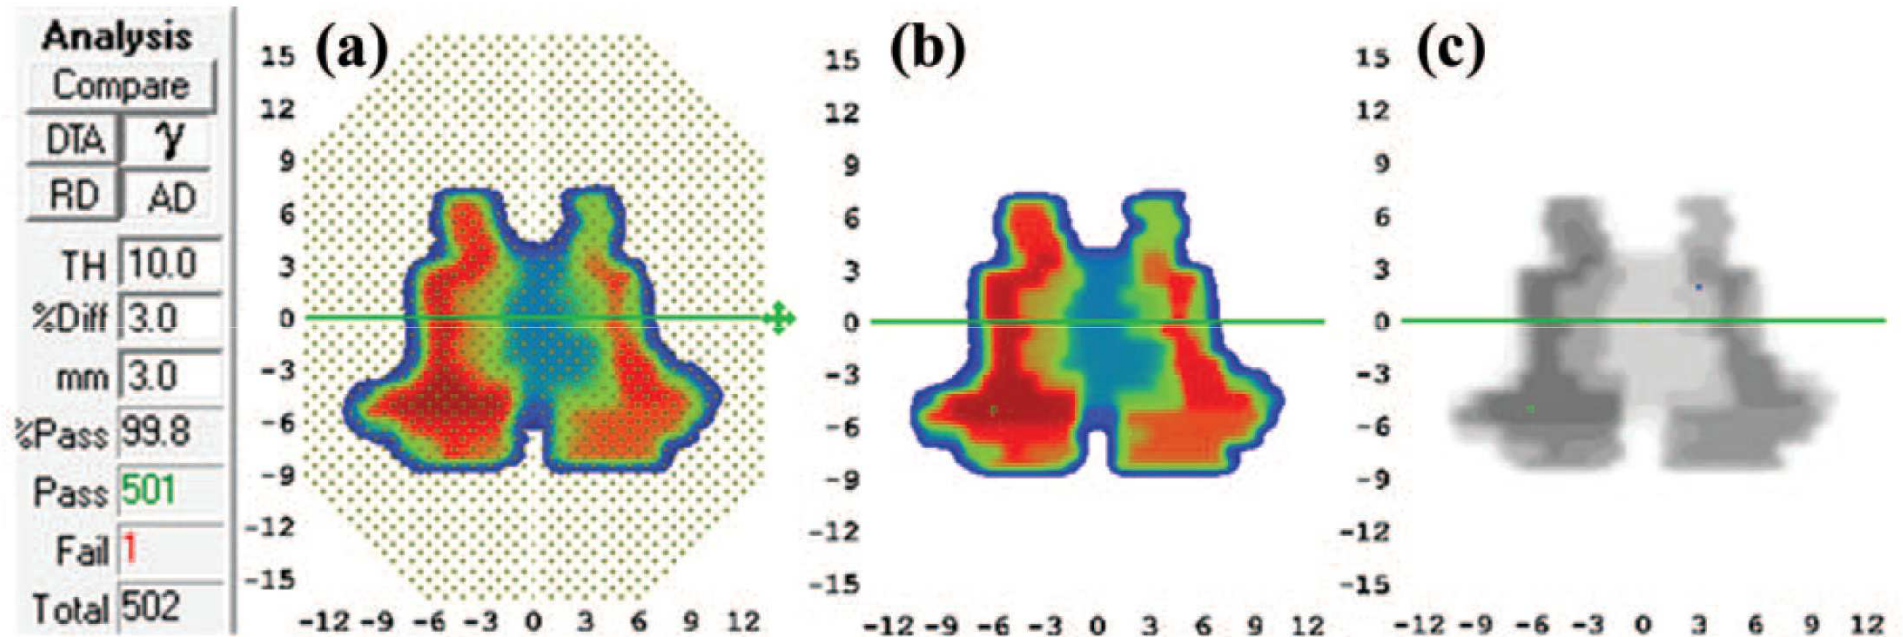 Analysis
Compare
DTA γ
RD AD
TH 10.0
%Diff 3.0
mm 3.0
%Pass 99.8
Pass 501
Fail 1
Total 502
(a)
15
12
9
6
3
0
-3
-6
-9
-12
-15
-12 -9 -6 -3 0 3 6 9 12
(b)
15
12
9
6
3
0
-3
-6
-9
-12
-15
-12 -9 -6 -3 0 3 6 9 12
(c)
15
12
9
6
3
0
-3
-6
-9
-12
-15
-12 -9 -6 -3 0 3 6 9 12